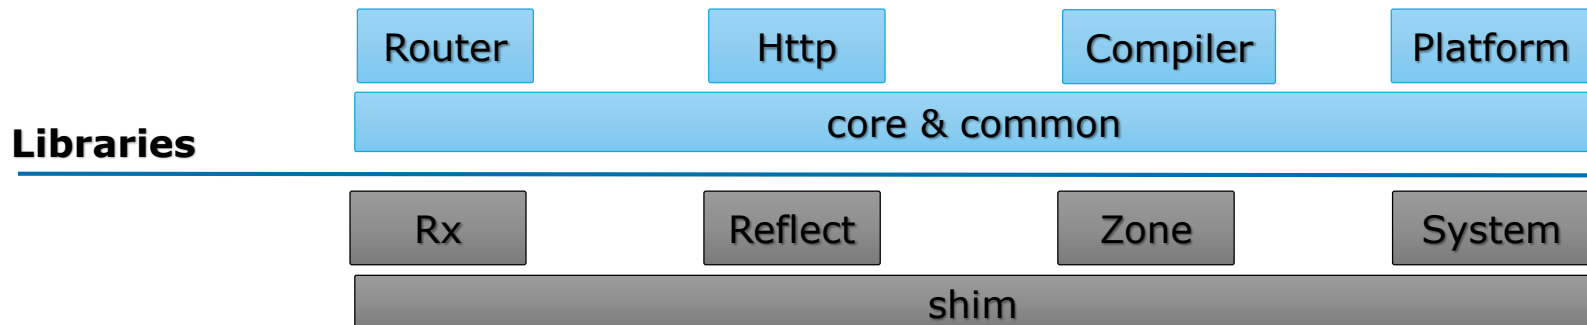 Router Http Compiler Platform
core & common
Libraries
Rx Reflect Zone System
shim